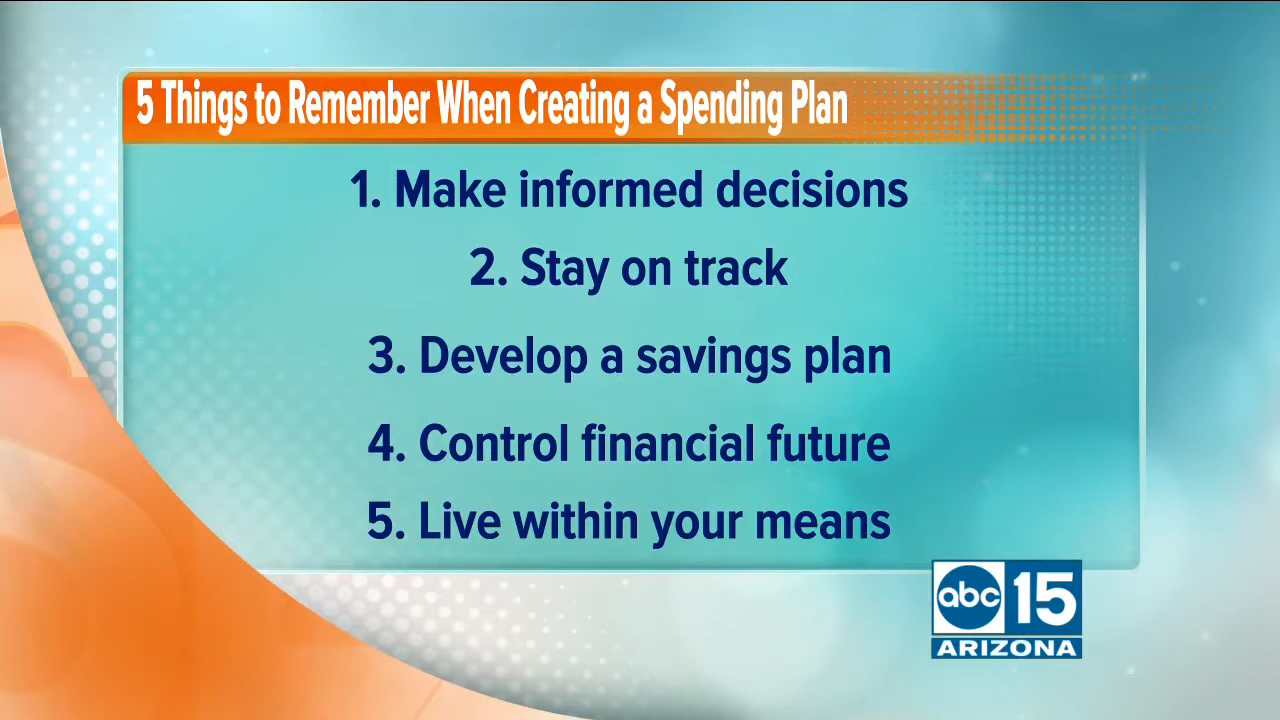 5 Things to Remember When Creating a Spending Plan
1. Make informed decisions
2. Stay on track
3. Develop a savings plan
4. Control financial future
5. Live within your means
abc 15
ARIZONA